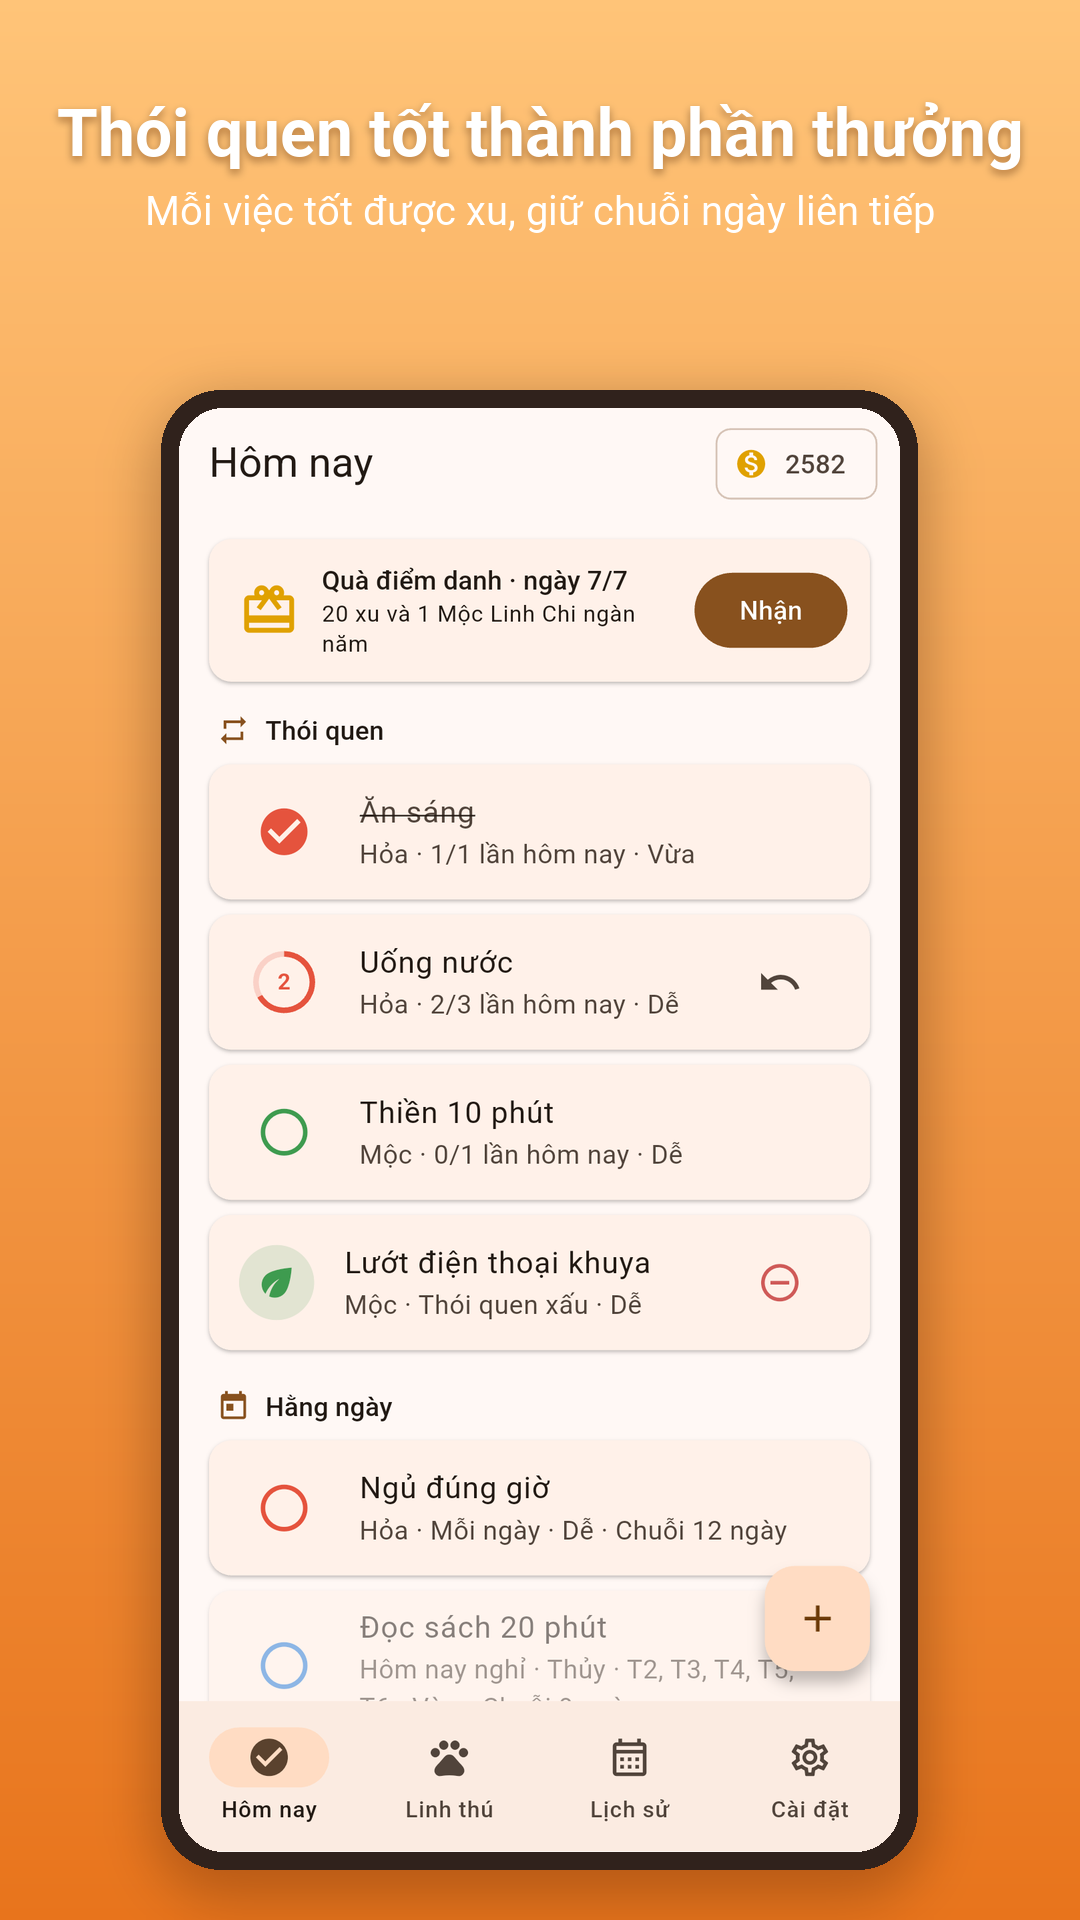 Thói quen tốt thành phần thưởng
Mỗi việc tốt được xu, giữ chuỗi ngày liên tiếp
Hôm nay
2582
Quà điểm danh · ngày 7/7
20 xu và 1 Mộc Linh Chi ngàn
năm
Nhận
Thói quen
Ăn sáng
Hỏa · 1/1 lần hôm nay · Vừa
2
Uống nước
Hỏa · 2/3 lần hôm nay · Dễ
Thiền 10 phút
Mộc · 0/1 lần hôm nay · Dễ
Lướt điện thoại khuya
Mộc · Thói quen xấu · Dễ
Hằng ngày
Ngủ đúng giờ
Hỏa · Mỗi ngày · Dễ · Chuỗi 12 ngày
Đọc sách 20 phút
Hôm nay nghỉ · Thủy · T2, T3, T4, T5,
Hôm nay
Linh thú
Lịch sử
Cài đặt